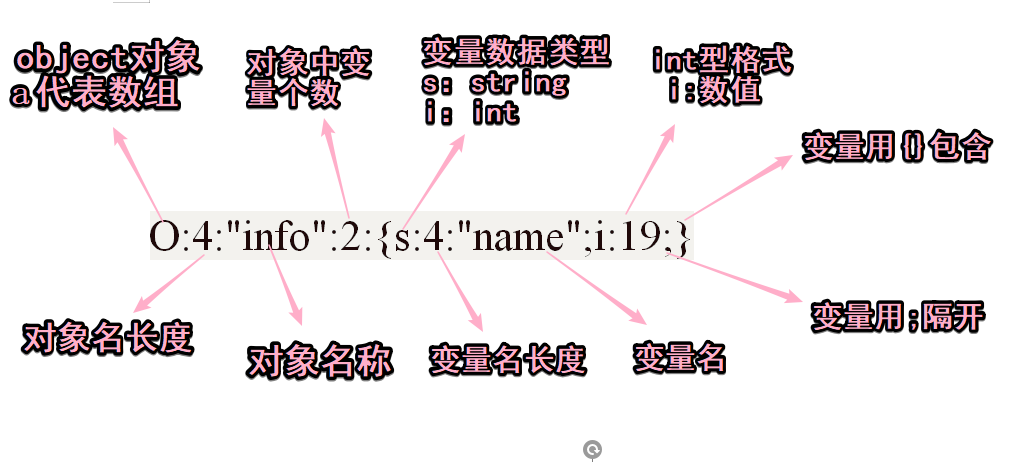 object对象
a代表数组
对象中变
量个数
变量数据类型
s: string
i: int
int型格式
i:数值
变量用{}包含
O:4:"info":2:{s:4:"name";i:19;}
对象名长度
对象名称
变量名长度
变量名
变量用;隔开